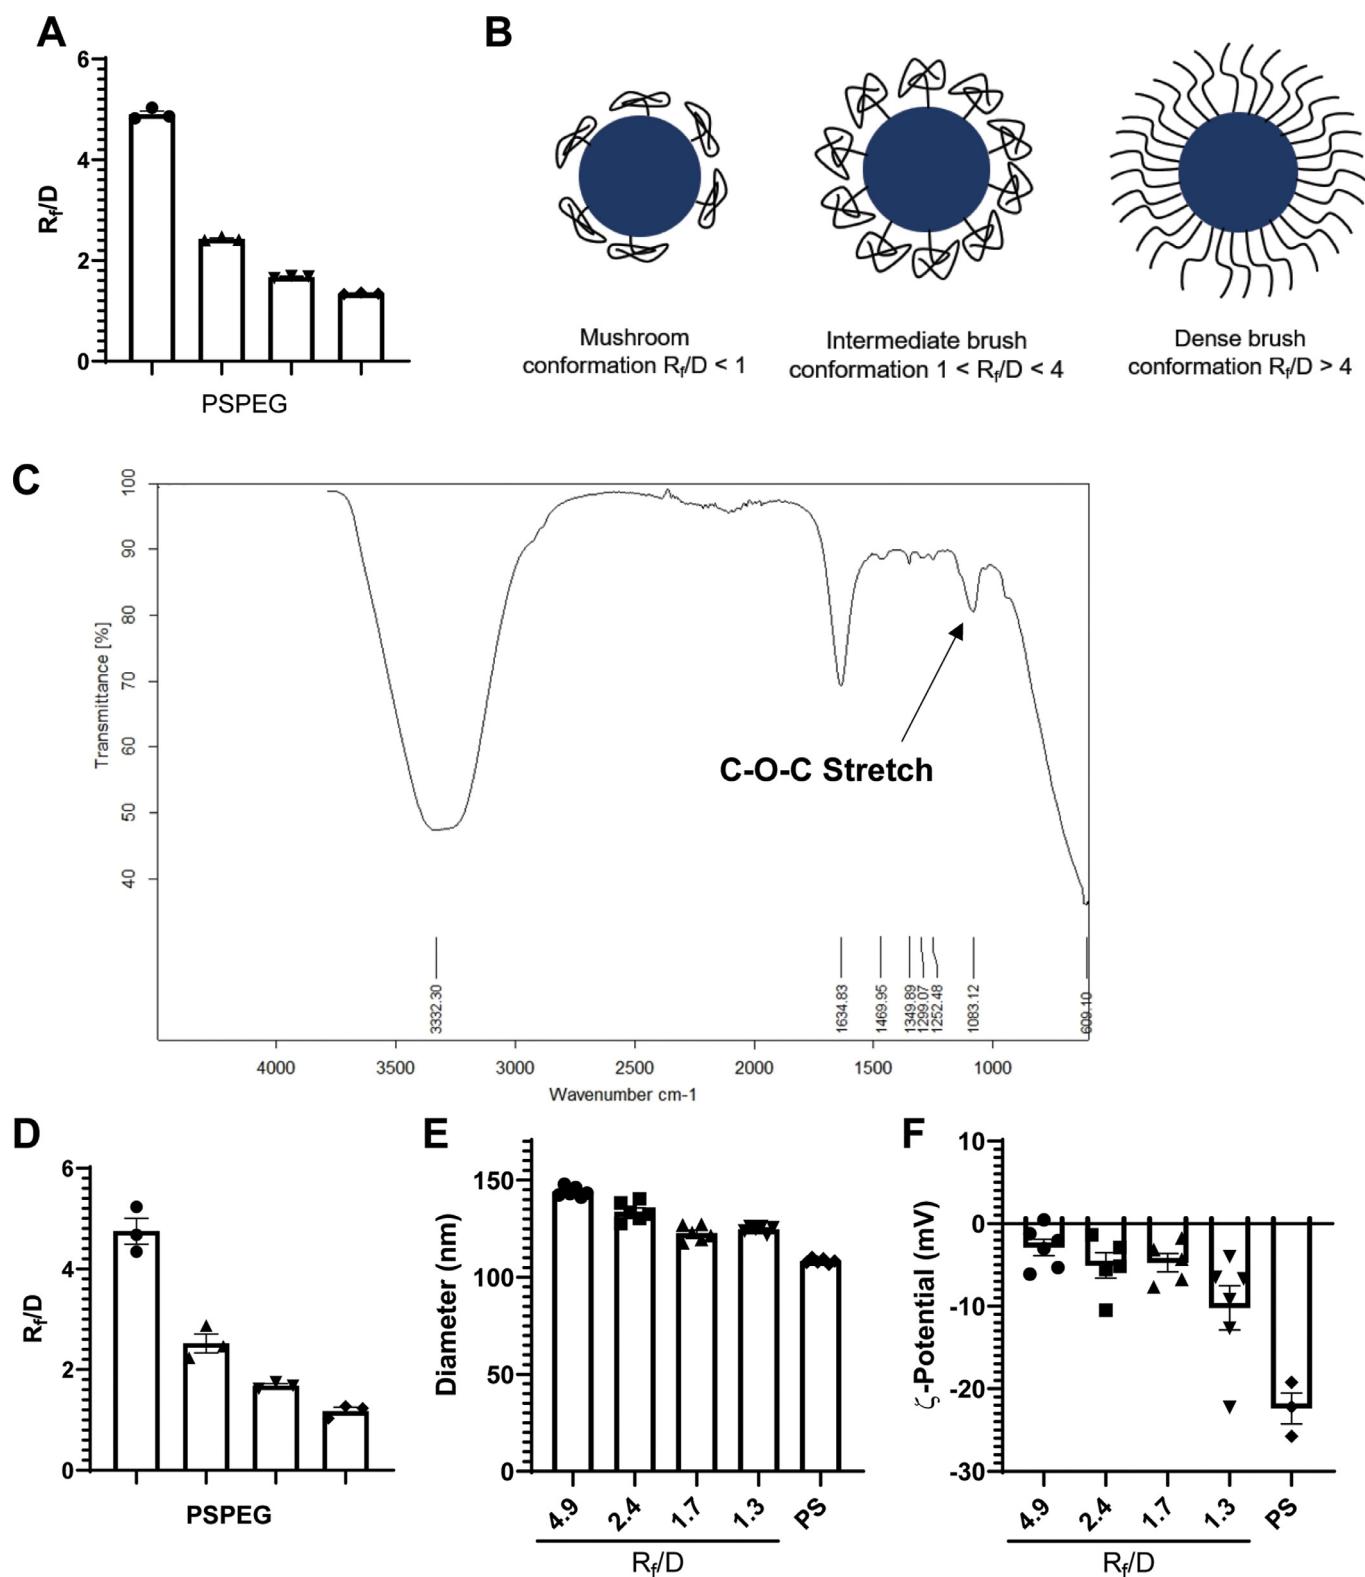 A
6
4
2
0
R_f/D
PSPEG
B
Mushroom
conformation R_f/D < 1
Intermediate brush
conformation 1 < R_f/D < 4
Dense brush
conformation R_f/D > 4
C
100
90
80
70
60
50
40
Transmittance [%]
C-O-C Stretch
3332.30
1634.83
1469.95
1349.89
1299.07
1252.48
1083.12
609.10
4000 3500 3000 2500 2000 1500 1000
Wavenumber cm-1
D
6
4
2
0
R_f/D
PSPEG
E
150
100
50
0
Diameter (nm)
4.9 2.4 1.7 1.3 PS
R_f/D
F
10
0
-10
-20
-30
ζ-Potential (mV)
4.9 2.4 1.7 1.3 PS
R_f/D